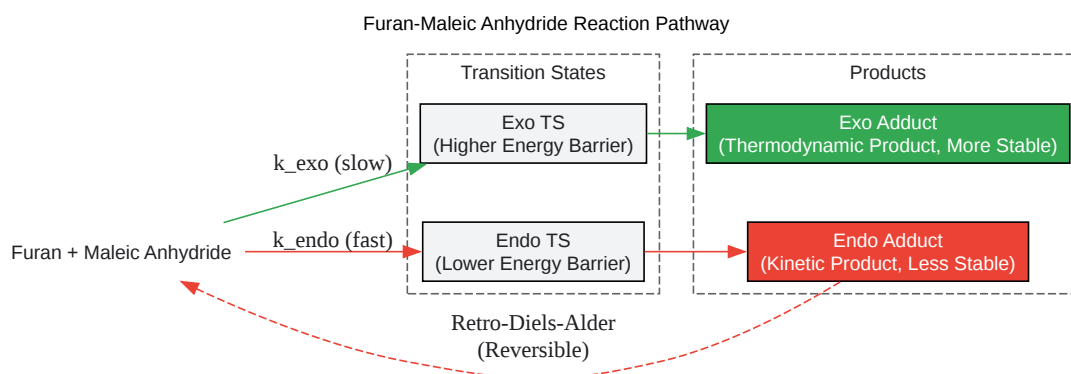 Furan-Maleic Anhydride Reaction Pathway
Transition States
Products
Exo TS
(Higher Energy Barrier)
Exo Adduct
(Thermodynamic Product, More Stable)
k_exo (slow)
Furan + Maleic Anhydride
k_endo (fast)
Endo TS
(Lower Energy Barrier)
Endo Adduct
(Kinetic Product, Less Stable)
Retro-Diels-Alder
(Reversible)